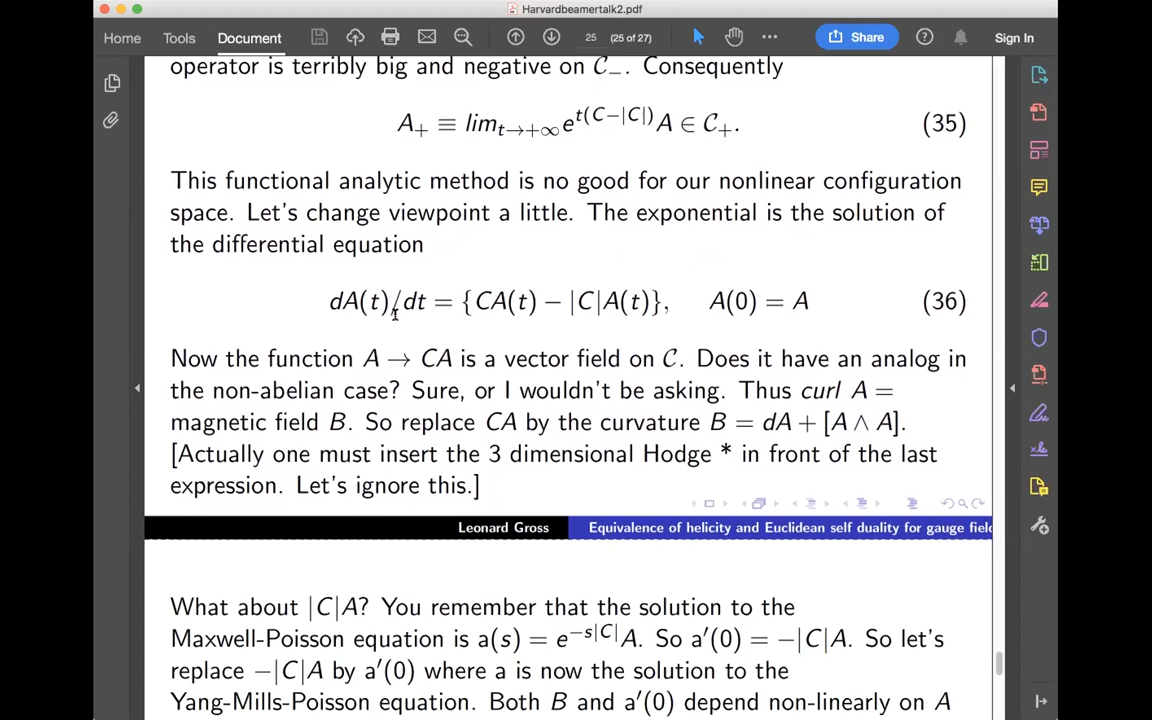 Harvardbeamertalk2.pdf
Home Tools Document 25 (25 of 27) Share Sign In
operator is terribly big and negative on 𝒞₋. Consequently
A₊ ≡ lim_{t→+∞} e^{t(C−|C|)} A ∈ 𝒞₊. (35)
This functional analytic method is no good for our nonlinear configuration
space. Let's change viewpoint a little. The exponential is the solution of
the differential equation
dA(t)/dt = {CA(t) − |C|A(t)}, A(0) = A (36)
Now the function A → CA is a vector field on 𝒞. Does it have an analog in
the non-abelian case? Sure, or I wouldn't be asking. Thus curl A =
magnetic field B. So replace CA by the curvature B = dA + [A ∧ A].
[Actually one must insert the 3 dimensional Hodge * in front of the last
expression. Let's ignore this.]
Leonard Gross Equivalence of helicity and Euclidean self duality for gauge field
What about |C|A? You remember that the solution to the
Maxwell-Poisson equation is a(s) = e^{−s|C|}A. So a′(0) = −|C|A. So let's
replace −|C|A by a′(0) where a is now the solution to the
Yang-Mills-Poisson equation. Both B and a′(0) depend non-linearly on A